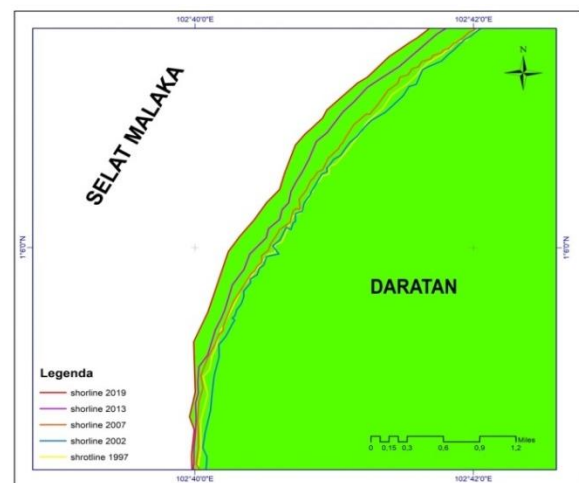 102°40'0"E
102°42'0"E
N
SELAT MALAKA
1°6'0"N
1°6'0"N
DARATAN
Legenda
shorline 2019
shorline 2013
shorline 2007
shorline 2002
shrotline 1997
0 0,15 0,3 0,6 0,9 1,2
Miles
102°40'0"E
102°42'0"E